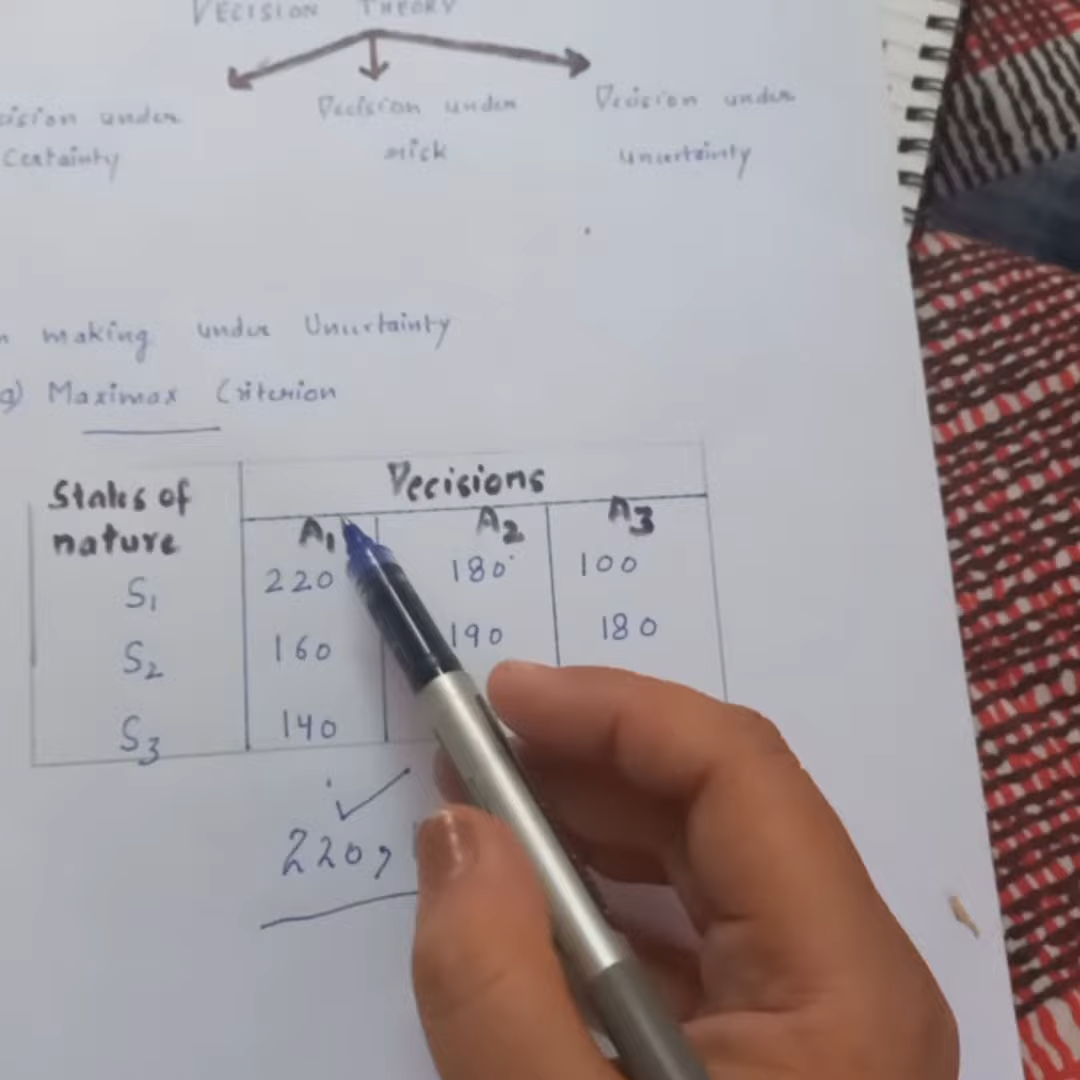 DECISION THEORY
cision under Decision under Decision under
Certainty risk uncertainty
n making under Uncertainty
a) Maximax Criterion
States of nature Decisions
A1 A2 A3
S1 220 180 100
S2 160 190 180
S3 140
220,